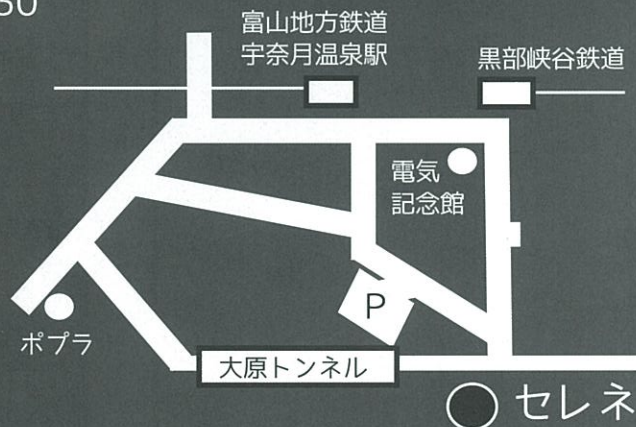 50
富山地方鉄道
宇奈月温泉駅
黒部峡谷鉄道
電気
記念館
P
ポプラ
大原トンネル
セレネ